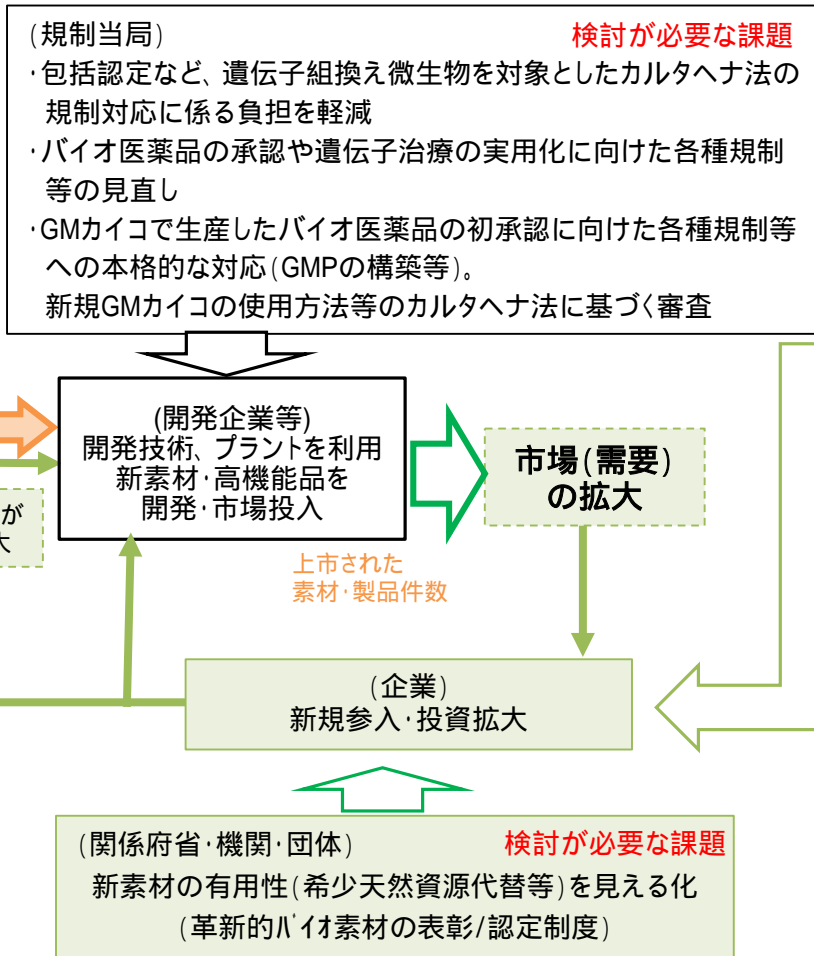 (規制当局) 検討が必要な課題
・包括認定など、遺伝子組換え微生物を対象としたカルタヘナ法の
規制対応に係る負担を軽減
・バイオ医薬品の承認や遺伝子治療の実用化に向けた各種規制
等の見直し
・GMカイコで生産したバイオ医薬品の初承認に向けた各種規制等
への本格的な対応(GMPの構築等)。
新規GMカイコの使用方法等のカルタヘナ法に基づく審査
(開発企業等)
開発技術、プラントを利用
新素材・高機能品を
開発・市場投入
市場(需要)
の拡大
が
大
上市された
素材・製品件数
(企業)
新規参入・投資拡大
(関係府省・機関・団体) 検討が必要な課題
新素材の有用性(希少天然資源代替等)を見える化
(革新的バイオ素材の表彰/認定制度)